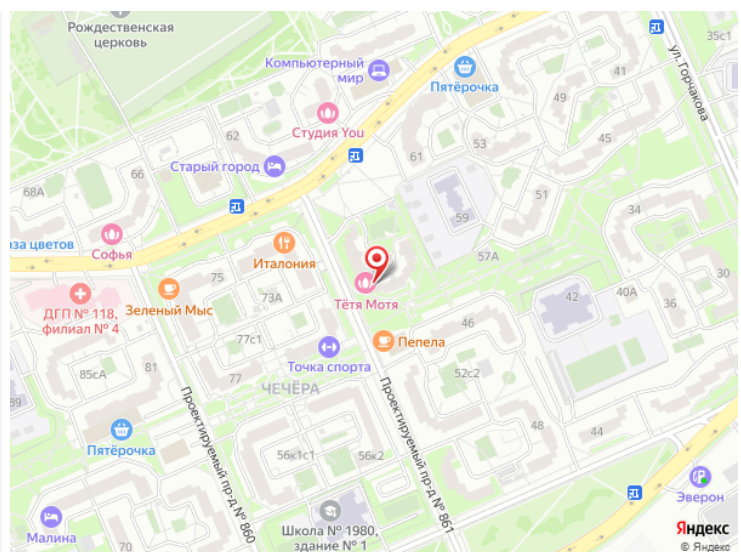 Рождественская
церковь
35с1
ул. Горчакова
Компьютерный
мир
Пятёрочка
41
49
45
Студия You
62
53
61
Старый город
66
68А
51
59
34
аза цветов
Софья
Италония
57А
75
ДГП № 118,
филиал № 4
Зеленый Мыс
73А
Тётя Мотя
42
40А
36
30
77с1
Пепела
46
85сА
81
77
Точка спорта
52с2
ЧЕЧЁРА
89
Проектируемый пр-д № 860
Проектируемый пр-д № 861
Пятёрочка
48
44
56к1с1
56к2
Эверон
Малина
70
Школа № 1980,
здание № 1
Яндекс
© Яндекс